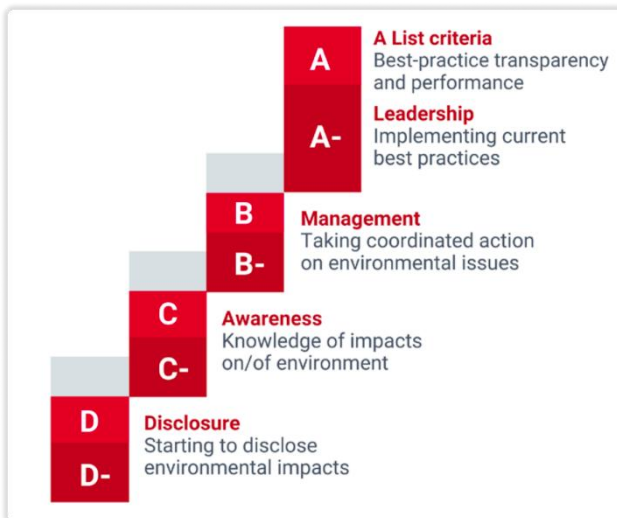 A
A List criteria
Best-practice transparency
and performance
A-
Leadership
Implementing current
best practices
B
B-
Management
Taking coordinated action
on environmental issues
C
C-
Awareness
Knowledge of impacts
on/of environment
D
D-
Disclosure
Starting to disclose
environmental impacts